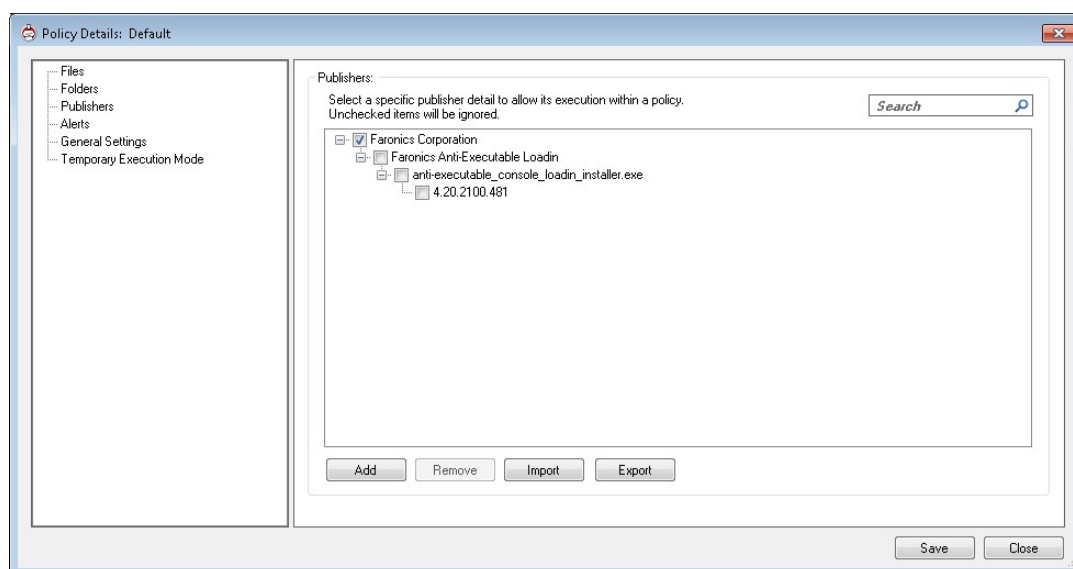 Policy Details: Default
Files
Folders
Publishers
Alerts
General Settings
Temporary Execution Mode
Publishers:
Select a specific publisher detail to allow its execution within a policy.
Unchecked items will be ignored.
Search
Faronics Corporation
Faronics Anti-Executable Loadin
anti-executable_console_loadin_installer.exe
4.20.2100.481
Add
Remove
Import
Export
Save
Close